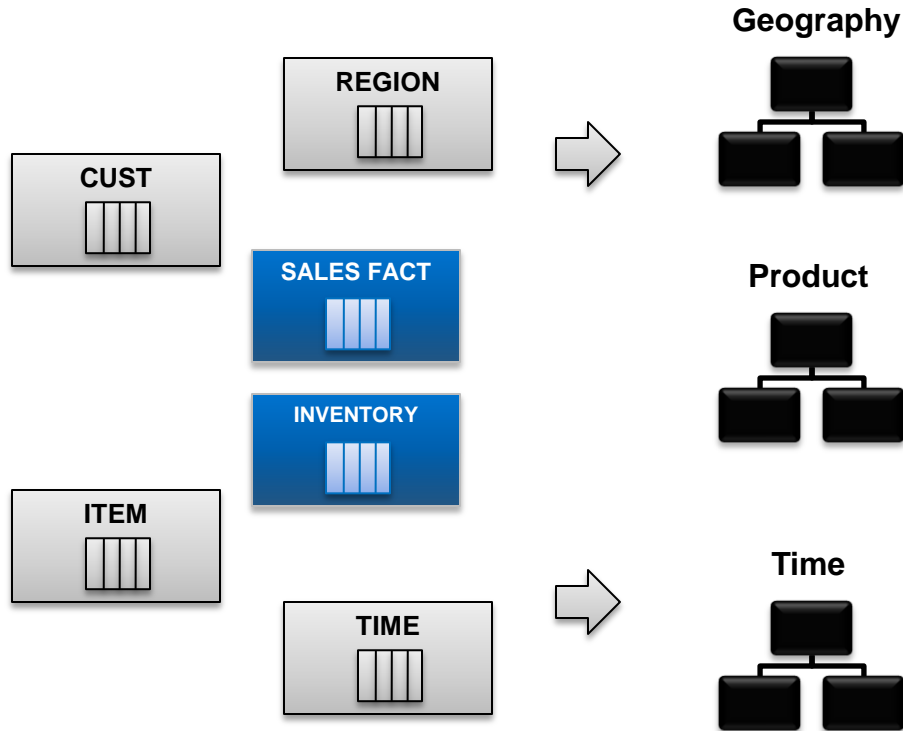 Geography
REGION
CUST
SALES FACT
Product
INVENTORY
ITEM
Time
TIME